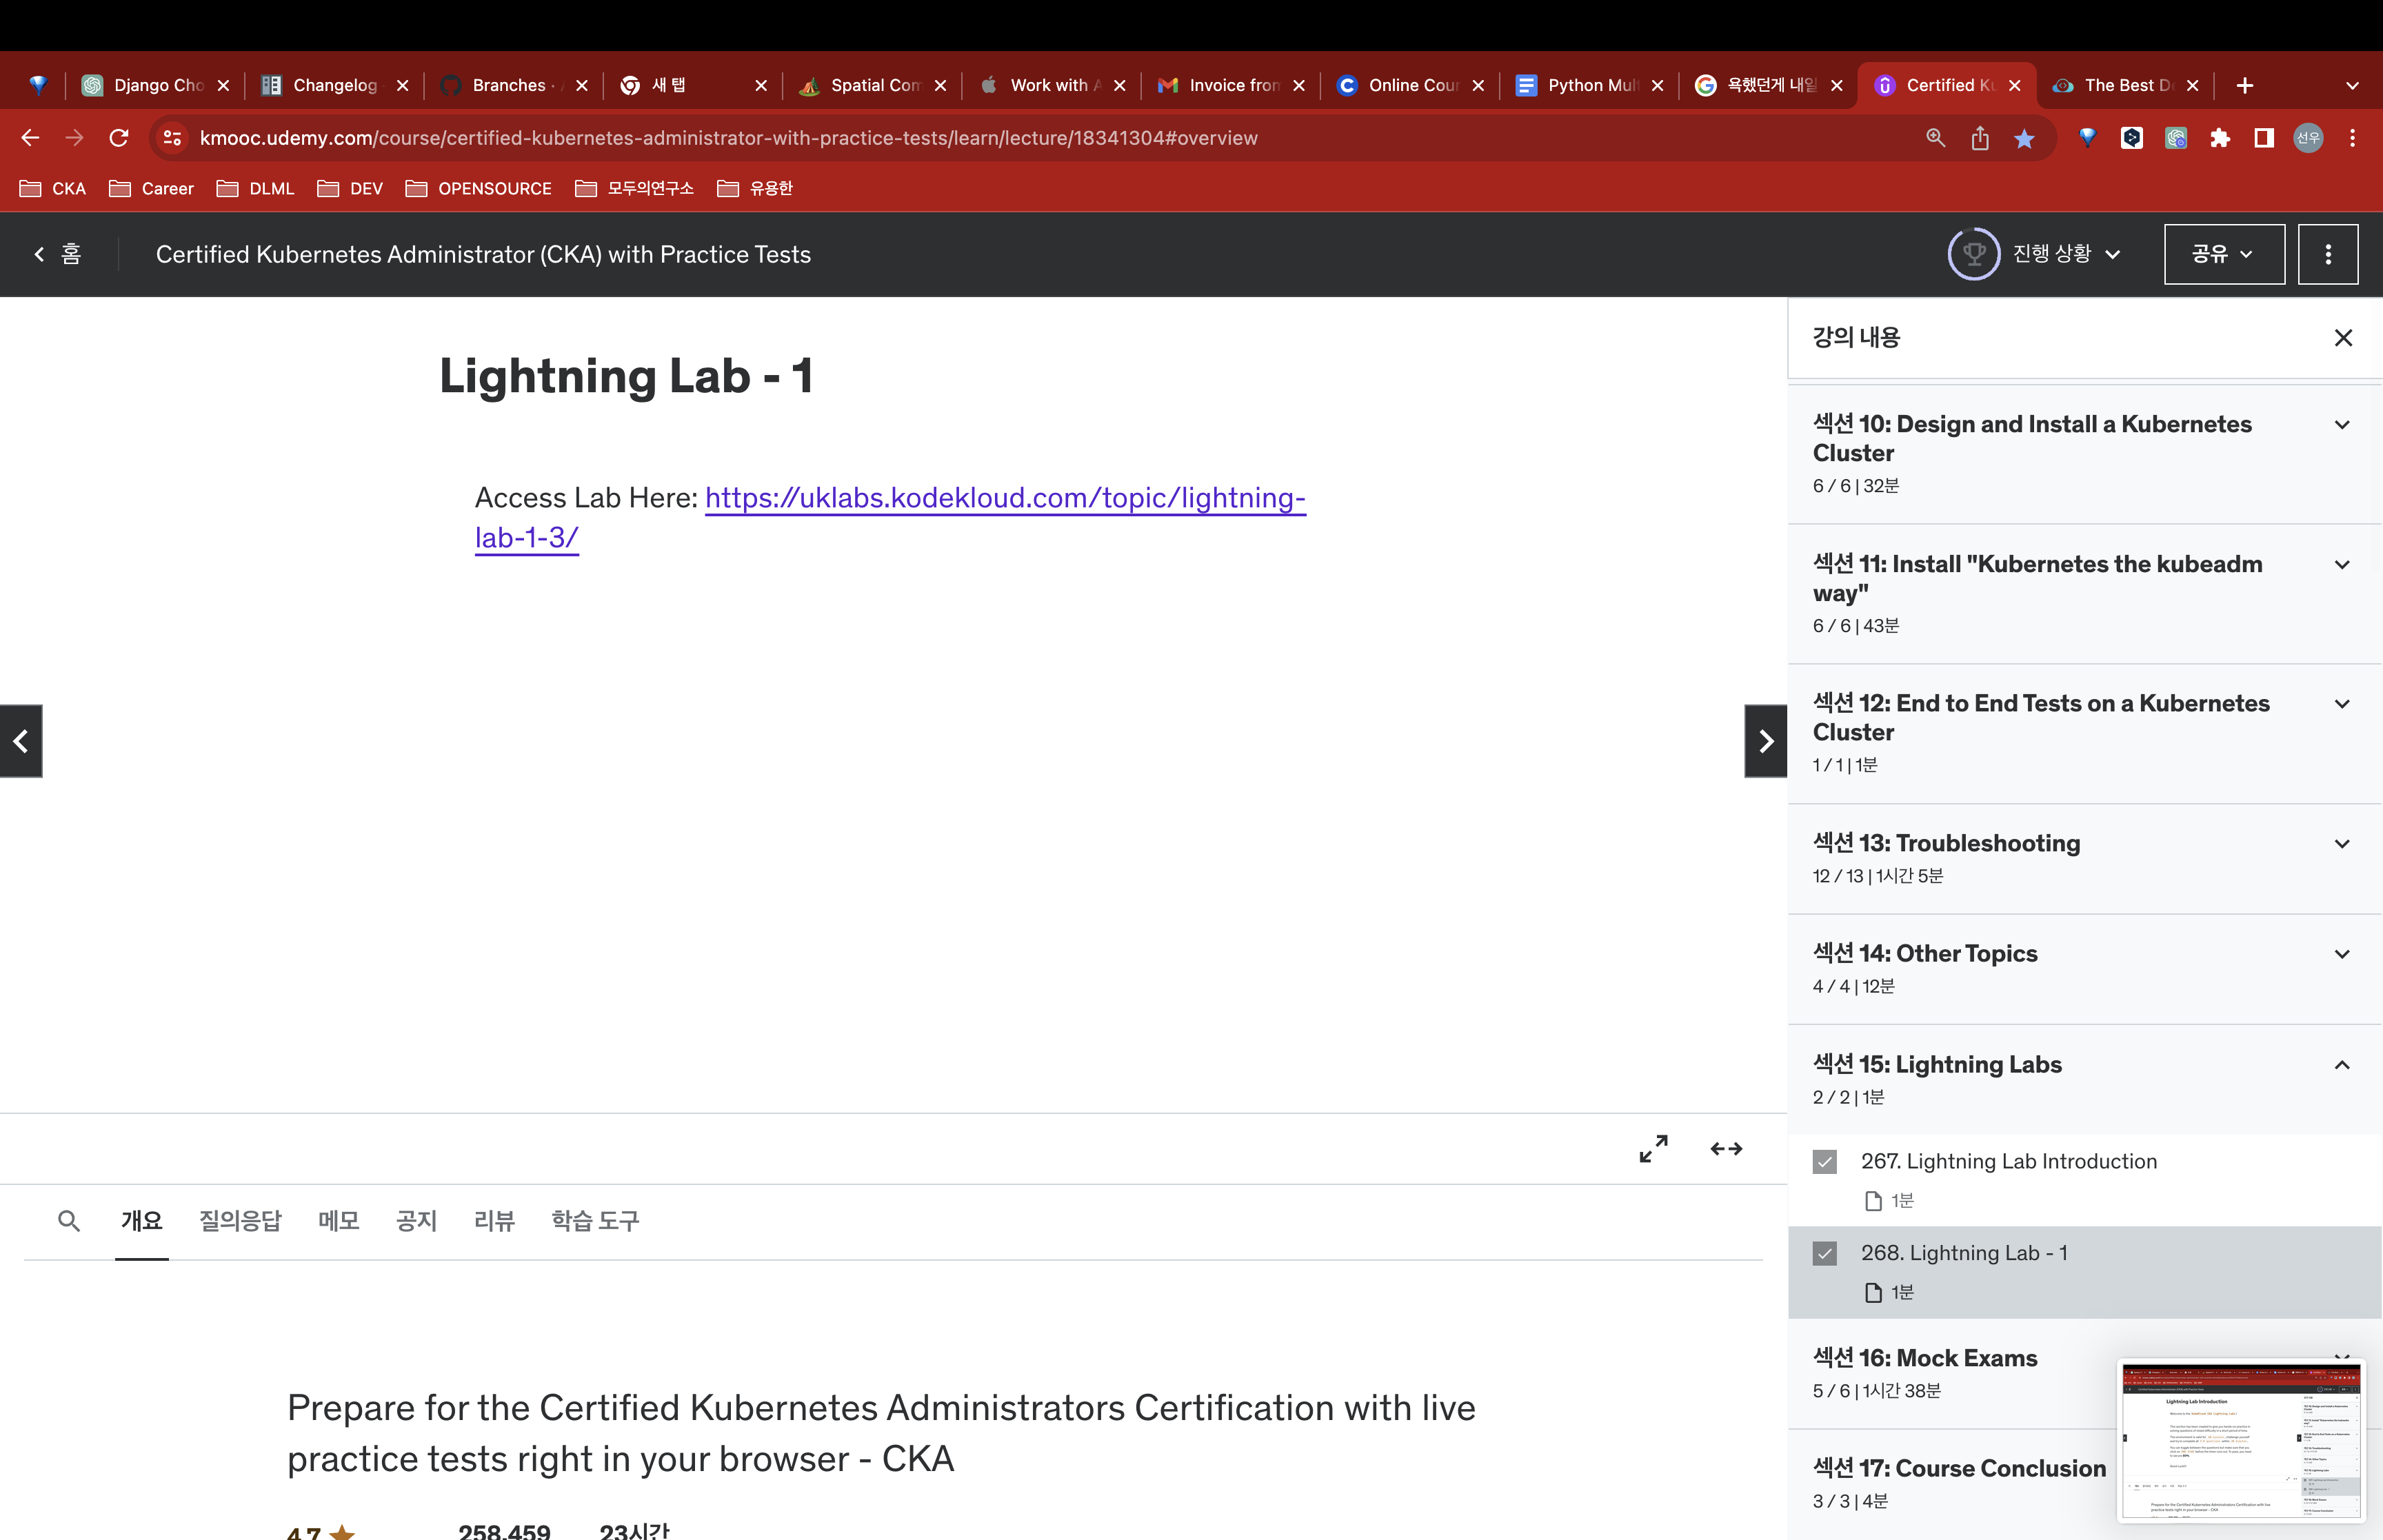 Django Cho
Changelog
Branches ·
새 탭
Spatial Com
Work with A
Invoice from
Online Cour
Python Mul
욕했던게 내일
Certified Ku
The Best D
kmooc.udemy.com/course/certified-kubernetes-administrator-with-practice-tests/learn/lecture/18341304#overview
선우
CKA
Career
DLML
DEV
OPENSOURCE
모두의연구소
유용한
홈
Certified Kubernetes Administrator (CKA) with Practice Tests
진행 상황
공유
Lightning Lab - 1
Access Lab Here: https://uklabs.kodekloud.com/topic/lightning-
lab-1-3/
개요
질의응답
메모
공지
리뷰
학습 도구
Prepare for the Certified Kubernetes Administrators Certification with live
practice tests right in your browser - CKA
4.7
258,459
23시간
강의 내용
섹션 10: Design and Install a Kubernetes
Cluster
6 / 6 | 32분
섹션 11: Install "Kubernetes the kubeadm
way"
6 / 6 | 43분
섹션 12: End to End Tests on a Kubernetes
Cluster
1 / 1 | 1분
섹션 13: Troubleshooting
12 / 13 | 1시간 5분
섹션 14: Other Topics
4 / 4 | 12분
섹션 15: Lightning Labs
2 / 2 | 1분
267. Lightning Lab Introduction
1분
268. Lightning Lab - 1
1분
섹션 16: Mock Exams
5 / 6 | 1시간 38분
섹션 17: Course Conclusion
3 / 3 | 4분
Lightning Lab Introduction